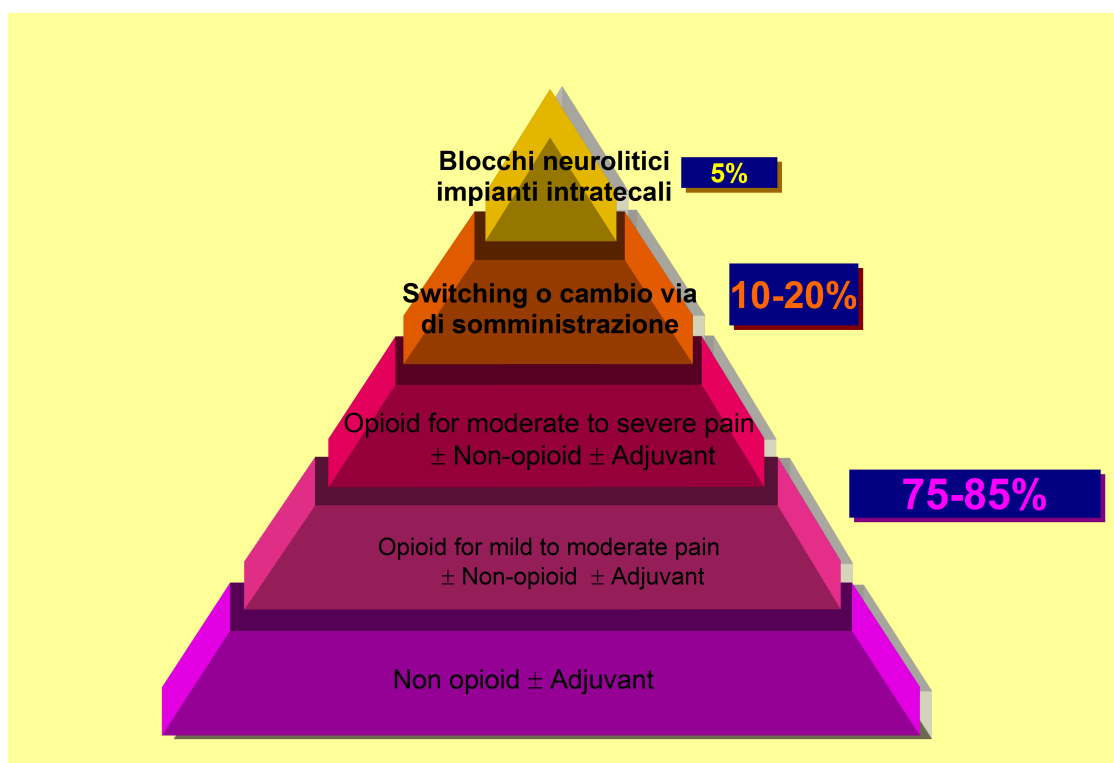 Blocchi neurolitici
impianti intratecali
5%
Switching o cambio via
di somministrazione
10-20%
Opioid for moderate to severe pain
± Non-opioid ± Adjuvant
75-85%
Opioid for mild to moderate pain
± Non-opioid ± Adjuvant
Non opioid ± Adjuvant